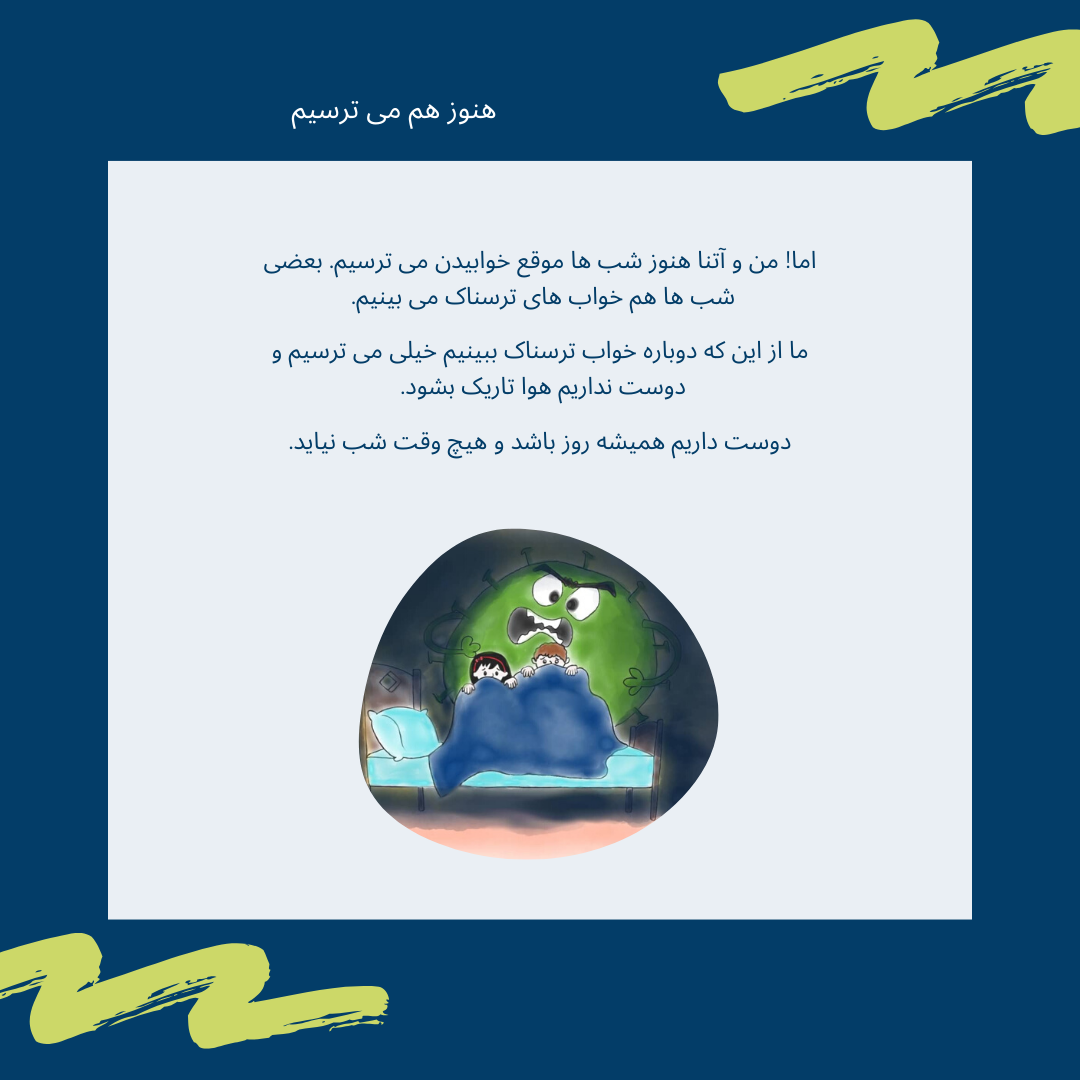 هنوز هم می ترسیم
اما! من و آتنا هنوز شب ها موقع خوابیدن می ترسیم. بعضی
شب ها هم خواب های ترسناک می بینیم.
ما از این که دوباره خواب ترسناک ببینیم خیلی می ترسیم و
دوست نداریم هوا تاریک بشود.
دوست داریم همیشه روز باشد و هیچ وقت شب نیاید.